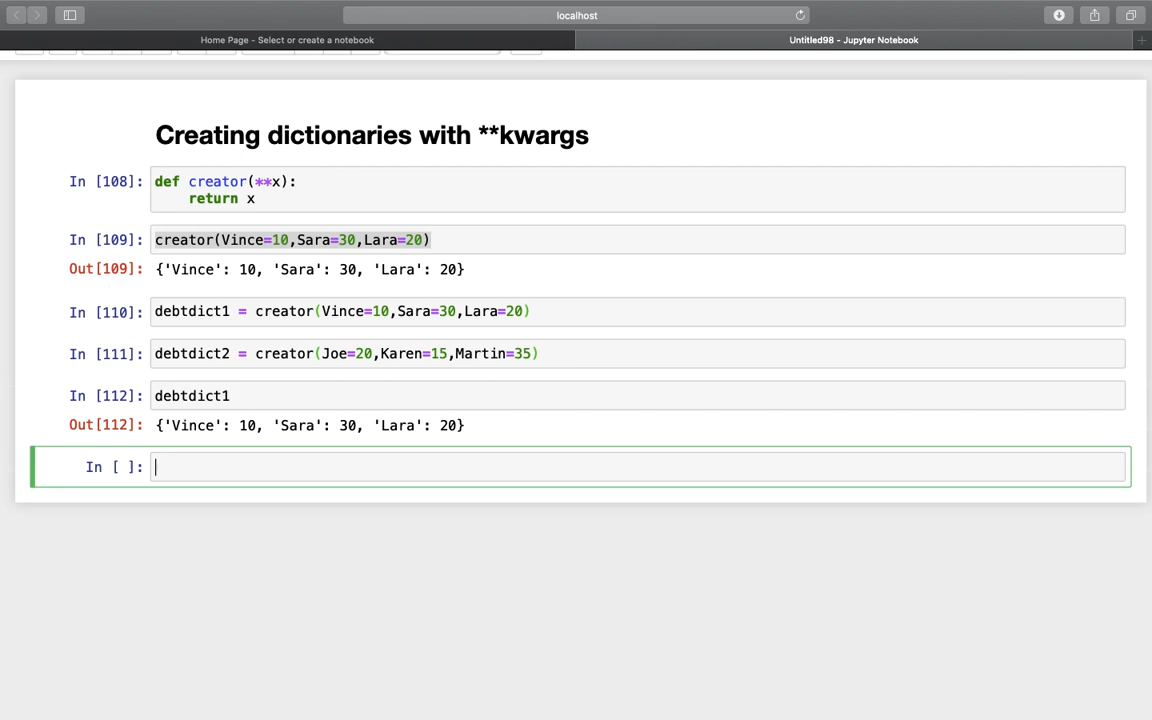 localhost
Home Page - Select or create a notebook
Untitled98 - Jupyter Notebook
Creating dictionaries with **kwargs
In [108]: def creator(**x):
return x
In [109]: creator(Vince=10,Sara=30,Lara=20)
Out[109]: {'Vince': 10, 'Sara': 30, 'Lara': 20}
In [110]: debtdict1 = creator(Vince=10,Sara=30,Lara=20)
In [111]: debtdict2 = creator(Joe=20,Karen=15,Martin=35)
In [112]: debtdict1
Out[112]: {'Vince': 10, 'Sara': 30, 'Lara': 20}
In [ ]: